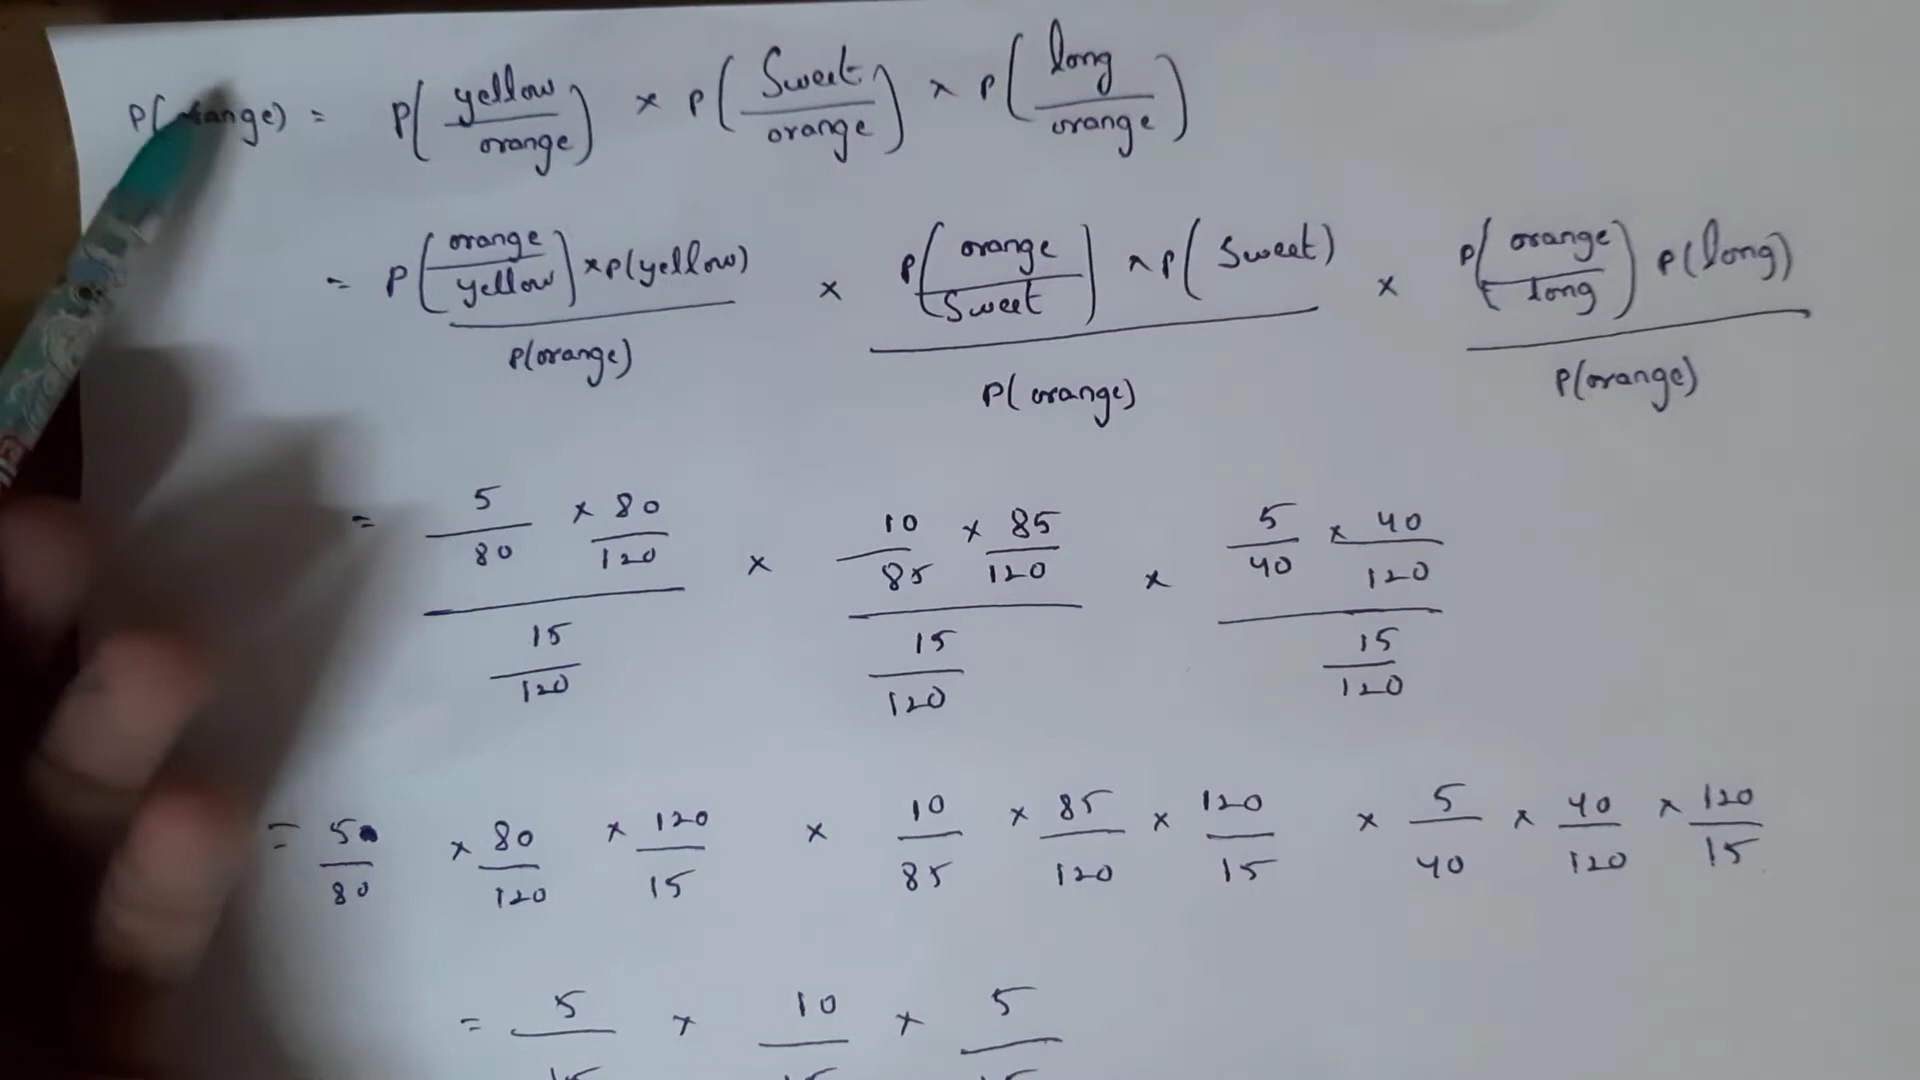 P(orange) = P(yellow/orange) × P(Sweet/orange) × P(long/orange)
= P(orange/yellow) × P(yellow) / P(orange) × P(orange/Sweet) × P(Sweet) / P(orange) × P(orange/long) P(long) / P(orange)
= 5/80 × 80/120 / 15/120 × 10/85 × 85/120 / 15/120 × 5/40 × 40/120 / 15/120
= 5/80 × 80/120 × 120/15 × 10/85 × 85/120 × 120/15 × 5/40 × 40/120 × 120/15
= 5 × 10 × 5